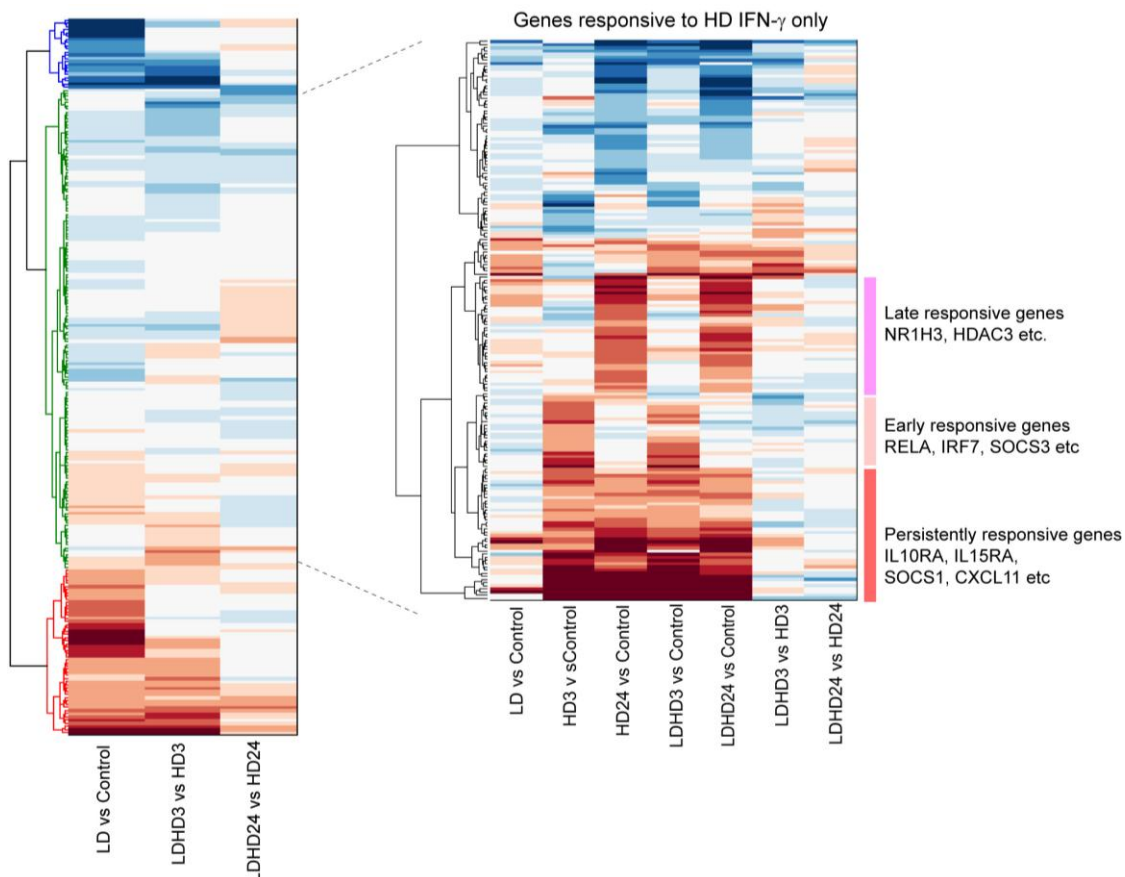 Genes responsive to HD IFN-γ only
Late responsive genes
NR1H3, HDAC3 etc.
Early responsive genes
RELA, IRF7, SOCS3 etc
Persistently responsive genes
IL10RA, IL15RA,
SOCS1, CXCL11 etc
LD vs Control
LDHD3 vs HD3
LDHD24 vs HD24
LD vs Control
HD3 v sControl
HD24 vs Control
LDHD3 vs Control
LDHD24 vs Control
LDHD3 vs HD3
LDHD24 vs HD24